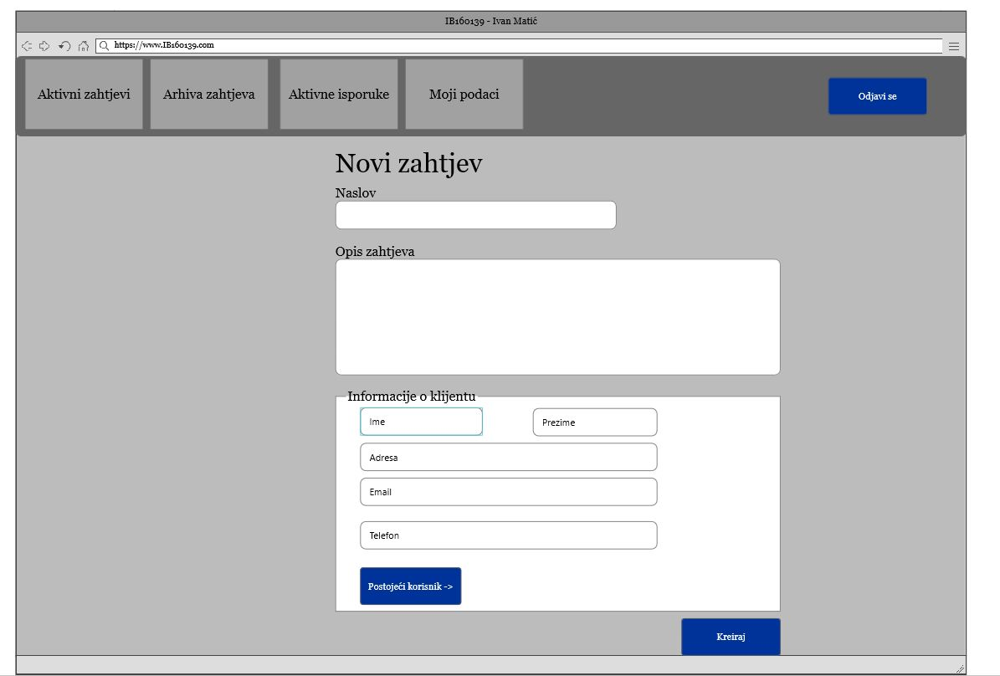 IB160139 - Ivan Matić
https://www.IB160139.com
Aktivni zahtjevi
Arhiva zahtjeva
Aktivne isporuke
Moji podaci
Odjavi se
Novi zahtjev
Naslov
Opis zahtjeva
Informacije o klijentu
Ime
Prezime
Adresa
Email
Telefon
Postojeći korisnik ->
Kreiraj